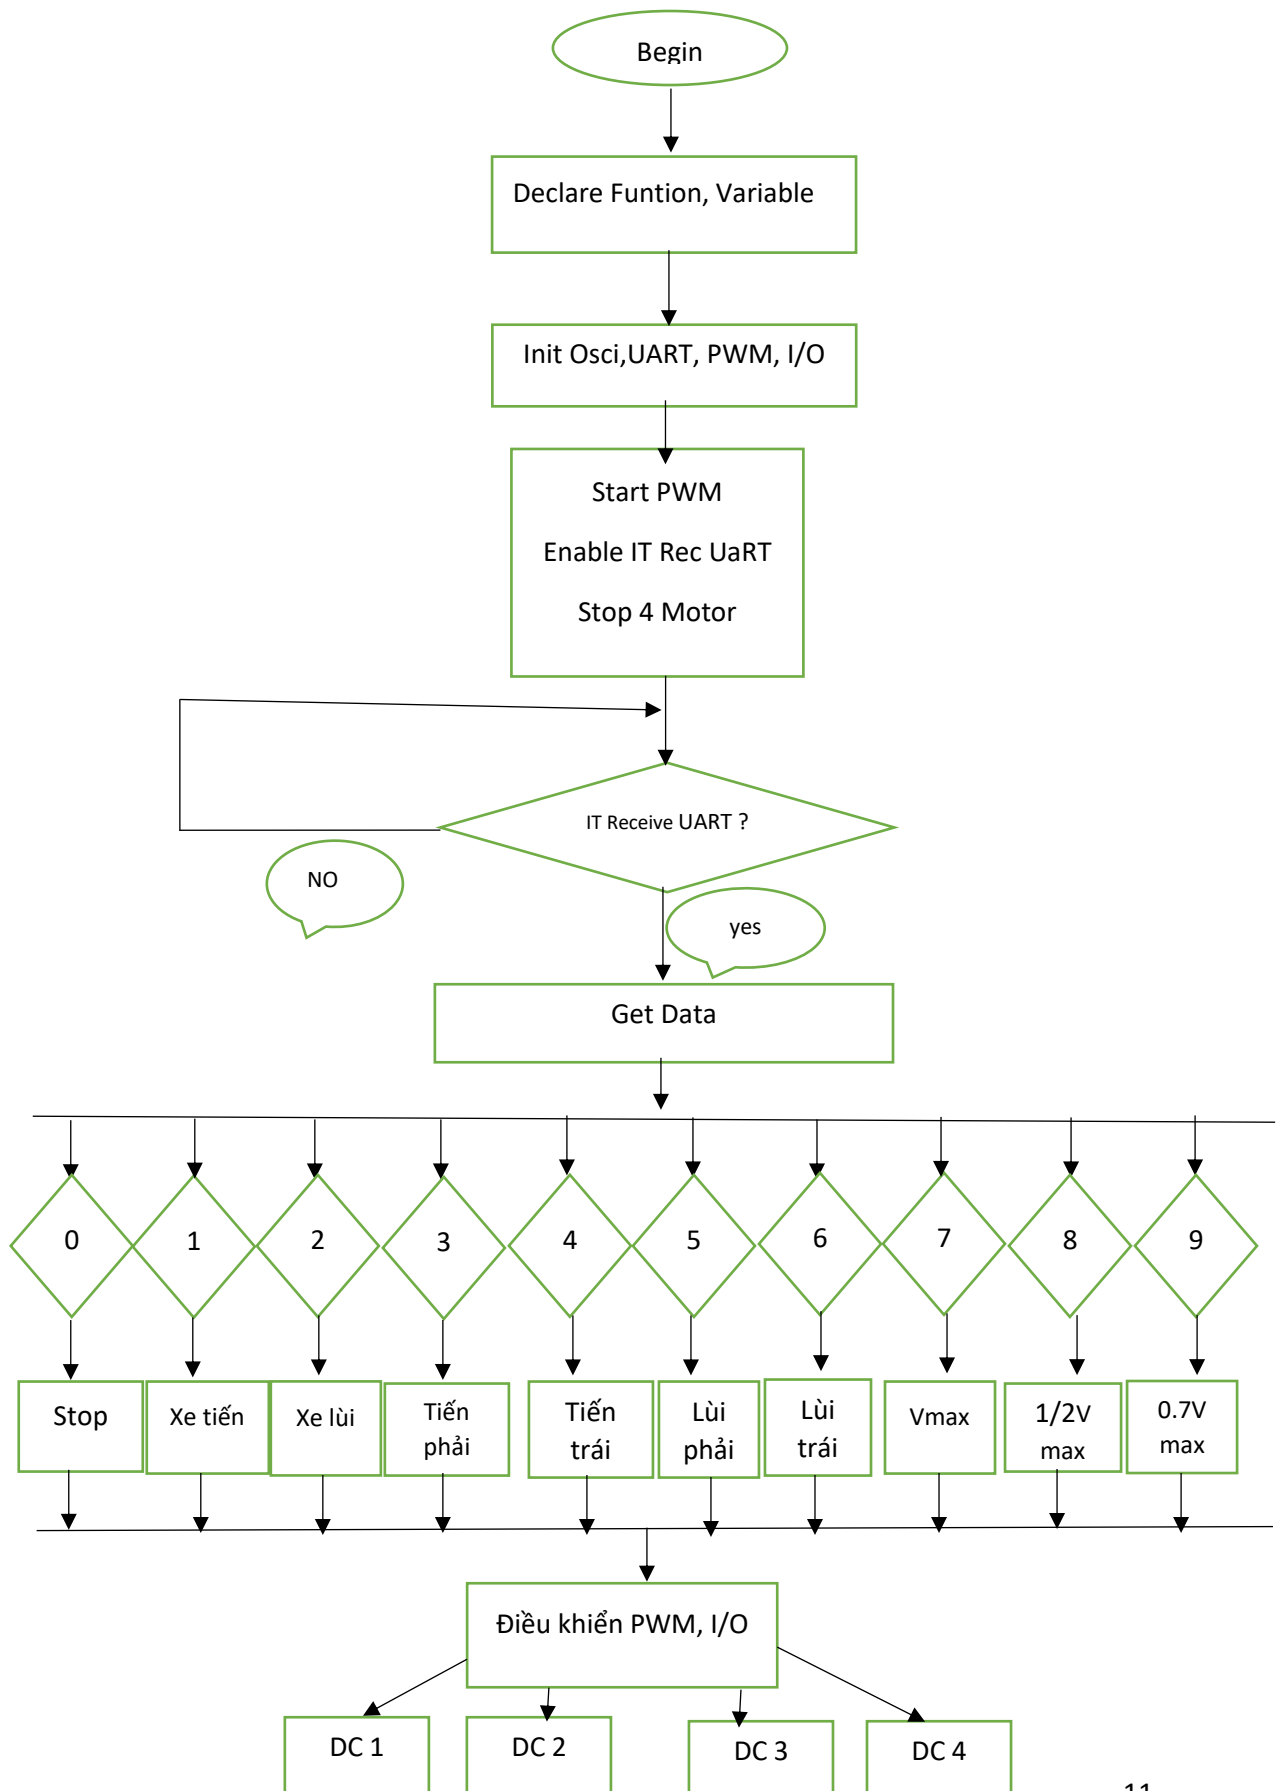 Begin
Declare Funtion, Variable
Init Osci,UART, PWM, I/O
Start PWM
Enable IT Rec UaRT
Stop 4 Motor
IT Receive UART ?
NO
yes
Get Data
0 1 2 3 4 5 6 7 8 9
Stop
Xe tiến
Xe lùi
Tiến
phải
Tiến
trái
Lùi
phải
Lùi
trái
Vmax
1/2V
max
0.7V
max
Điều khiển PWM, I/O
DC 1
DC 2
DC 3
DC 4
11